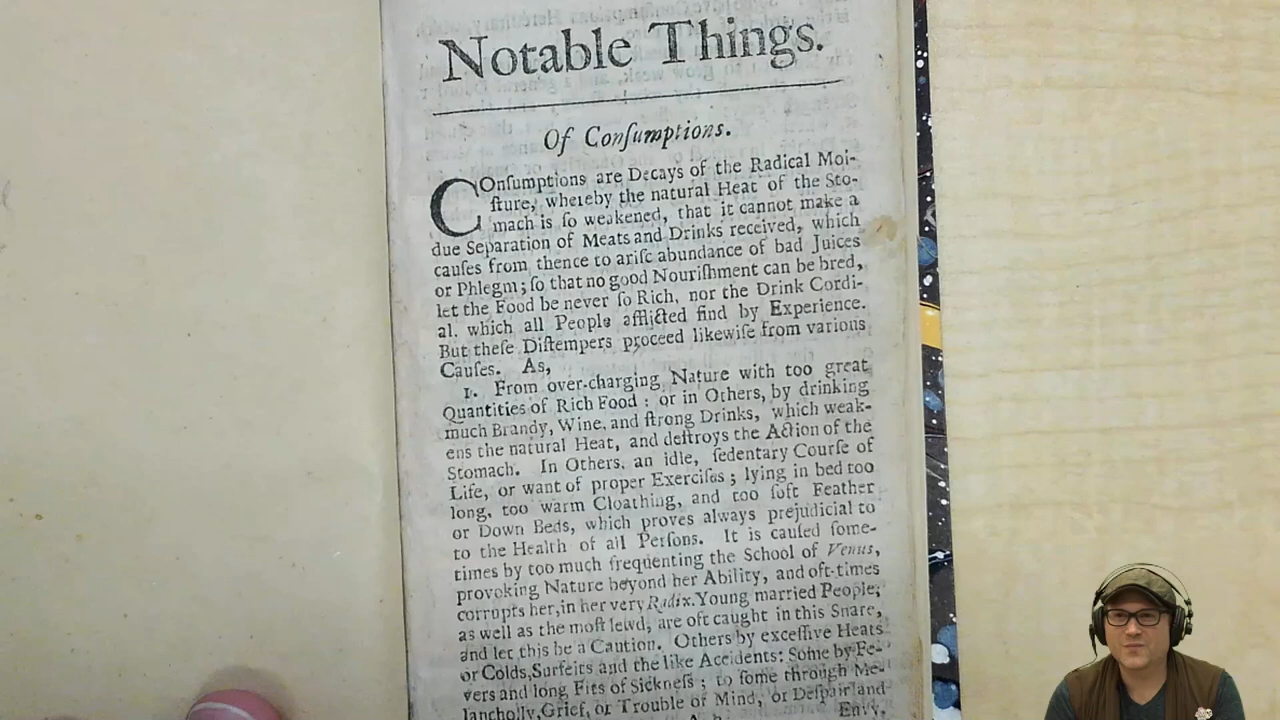 Notable Things.
Of Conſumptions.
COnſumptions are Decays of the Radical Moi-
ſture, whereby the natural Heat of the Sto-
mach is ſo weakened, that it cannot make a
due Separation of Meats and Drinks received, which
cauſes from thence to ariſe abundance of bad Juices
or Phlegm; ſo that no good Nouriſhment can be bred,
let the Food be never ſo Rich, nor the Drink Cordi-
al, which all People afflicted find by Experience.
But theſe Diſtempers proceed likewiſe from various
Cauſes. As,
1. From over-charging Nature with too great
Quantities of Rich Food: or in Others, by drinking
much Brandy, Wine, and ſtrong Drinks, which weak-
ens the natural Heat, and deſtroys the Action of the
Stomach. In Others, an idle, ſedentary Courſe of
Life, or want of proper Exerciſes; lying in bed too
long, too warm Cloathing, and too ſoft Feather
or Down Beds, which proves always prejudicial to
to the Health of all Perſons. It is cauſed ſome-
times by too much frequenting the School of Venus,
provoking Nature beyond her Ability, and oft-times
corrupts her, in her very Radix. Young married People,
as well as the moſt lewd, are oft caught in this Snare,
and let this be a Caution. Others by exceſſive Heats
or Colds, Surfeits and the like Accidents: Some by Fe-
vers and long Fits of Sickneſs; to ſome through Me-
lancholly, Grief, or Trouble of Mind, or Deſpair and
Envy,